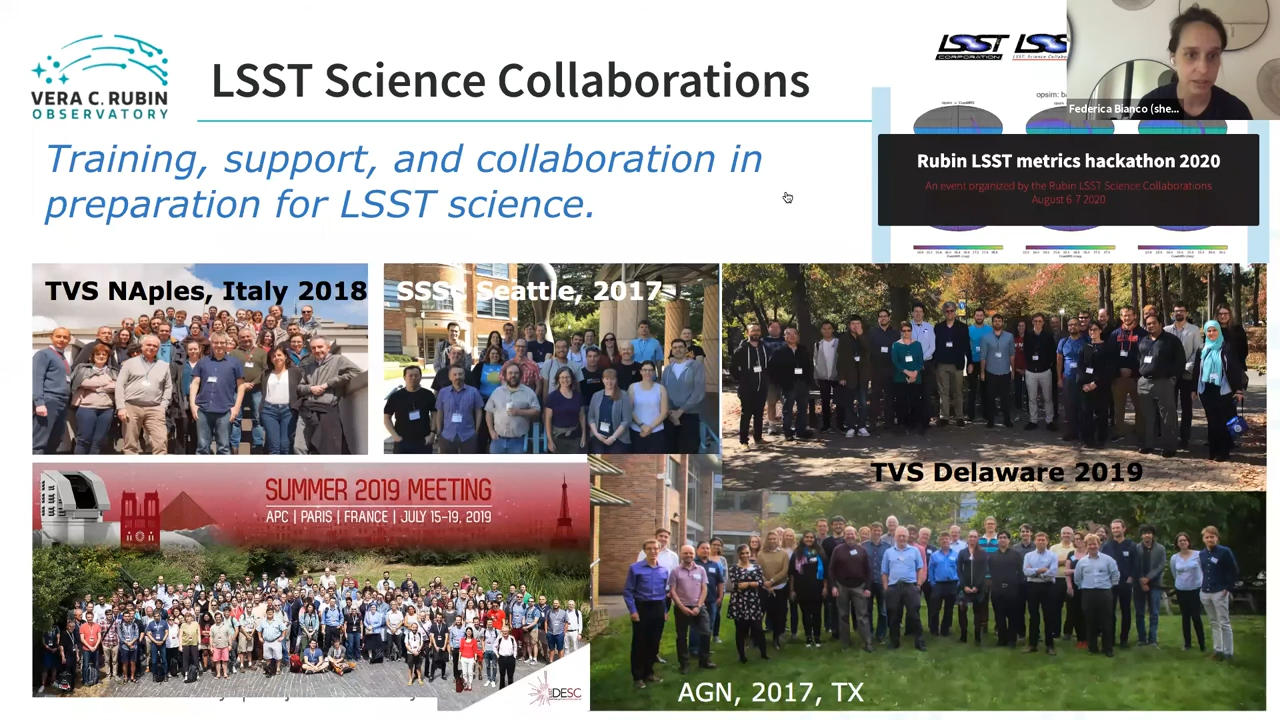 VERA C. RUBIN
OBSERVATORY
LSST Science Collaborations
LSST
CORPORATION
Federica Bianco (she...
Training, support, and collaboration in
preparation for LSST science.
Rubin LSST metrics hackathon 2020
An event organized by the Rubin LSST Science Collaborations
August 6 7 2020
TVS NAples, Italy 2018
Seattle, 2017
TVS Delaware 2019
SUMMER 2019 MEETING
APC | PARIS | FRANCE | JULY 15-19, 2019
DESC
AGN, 2017, TX